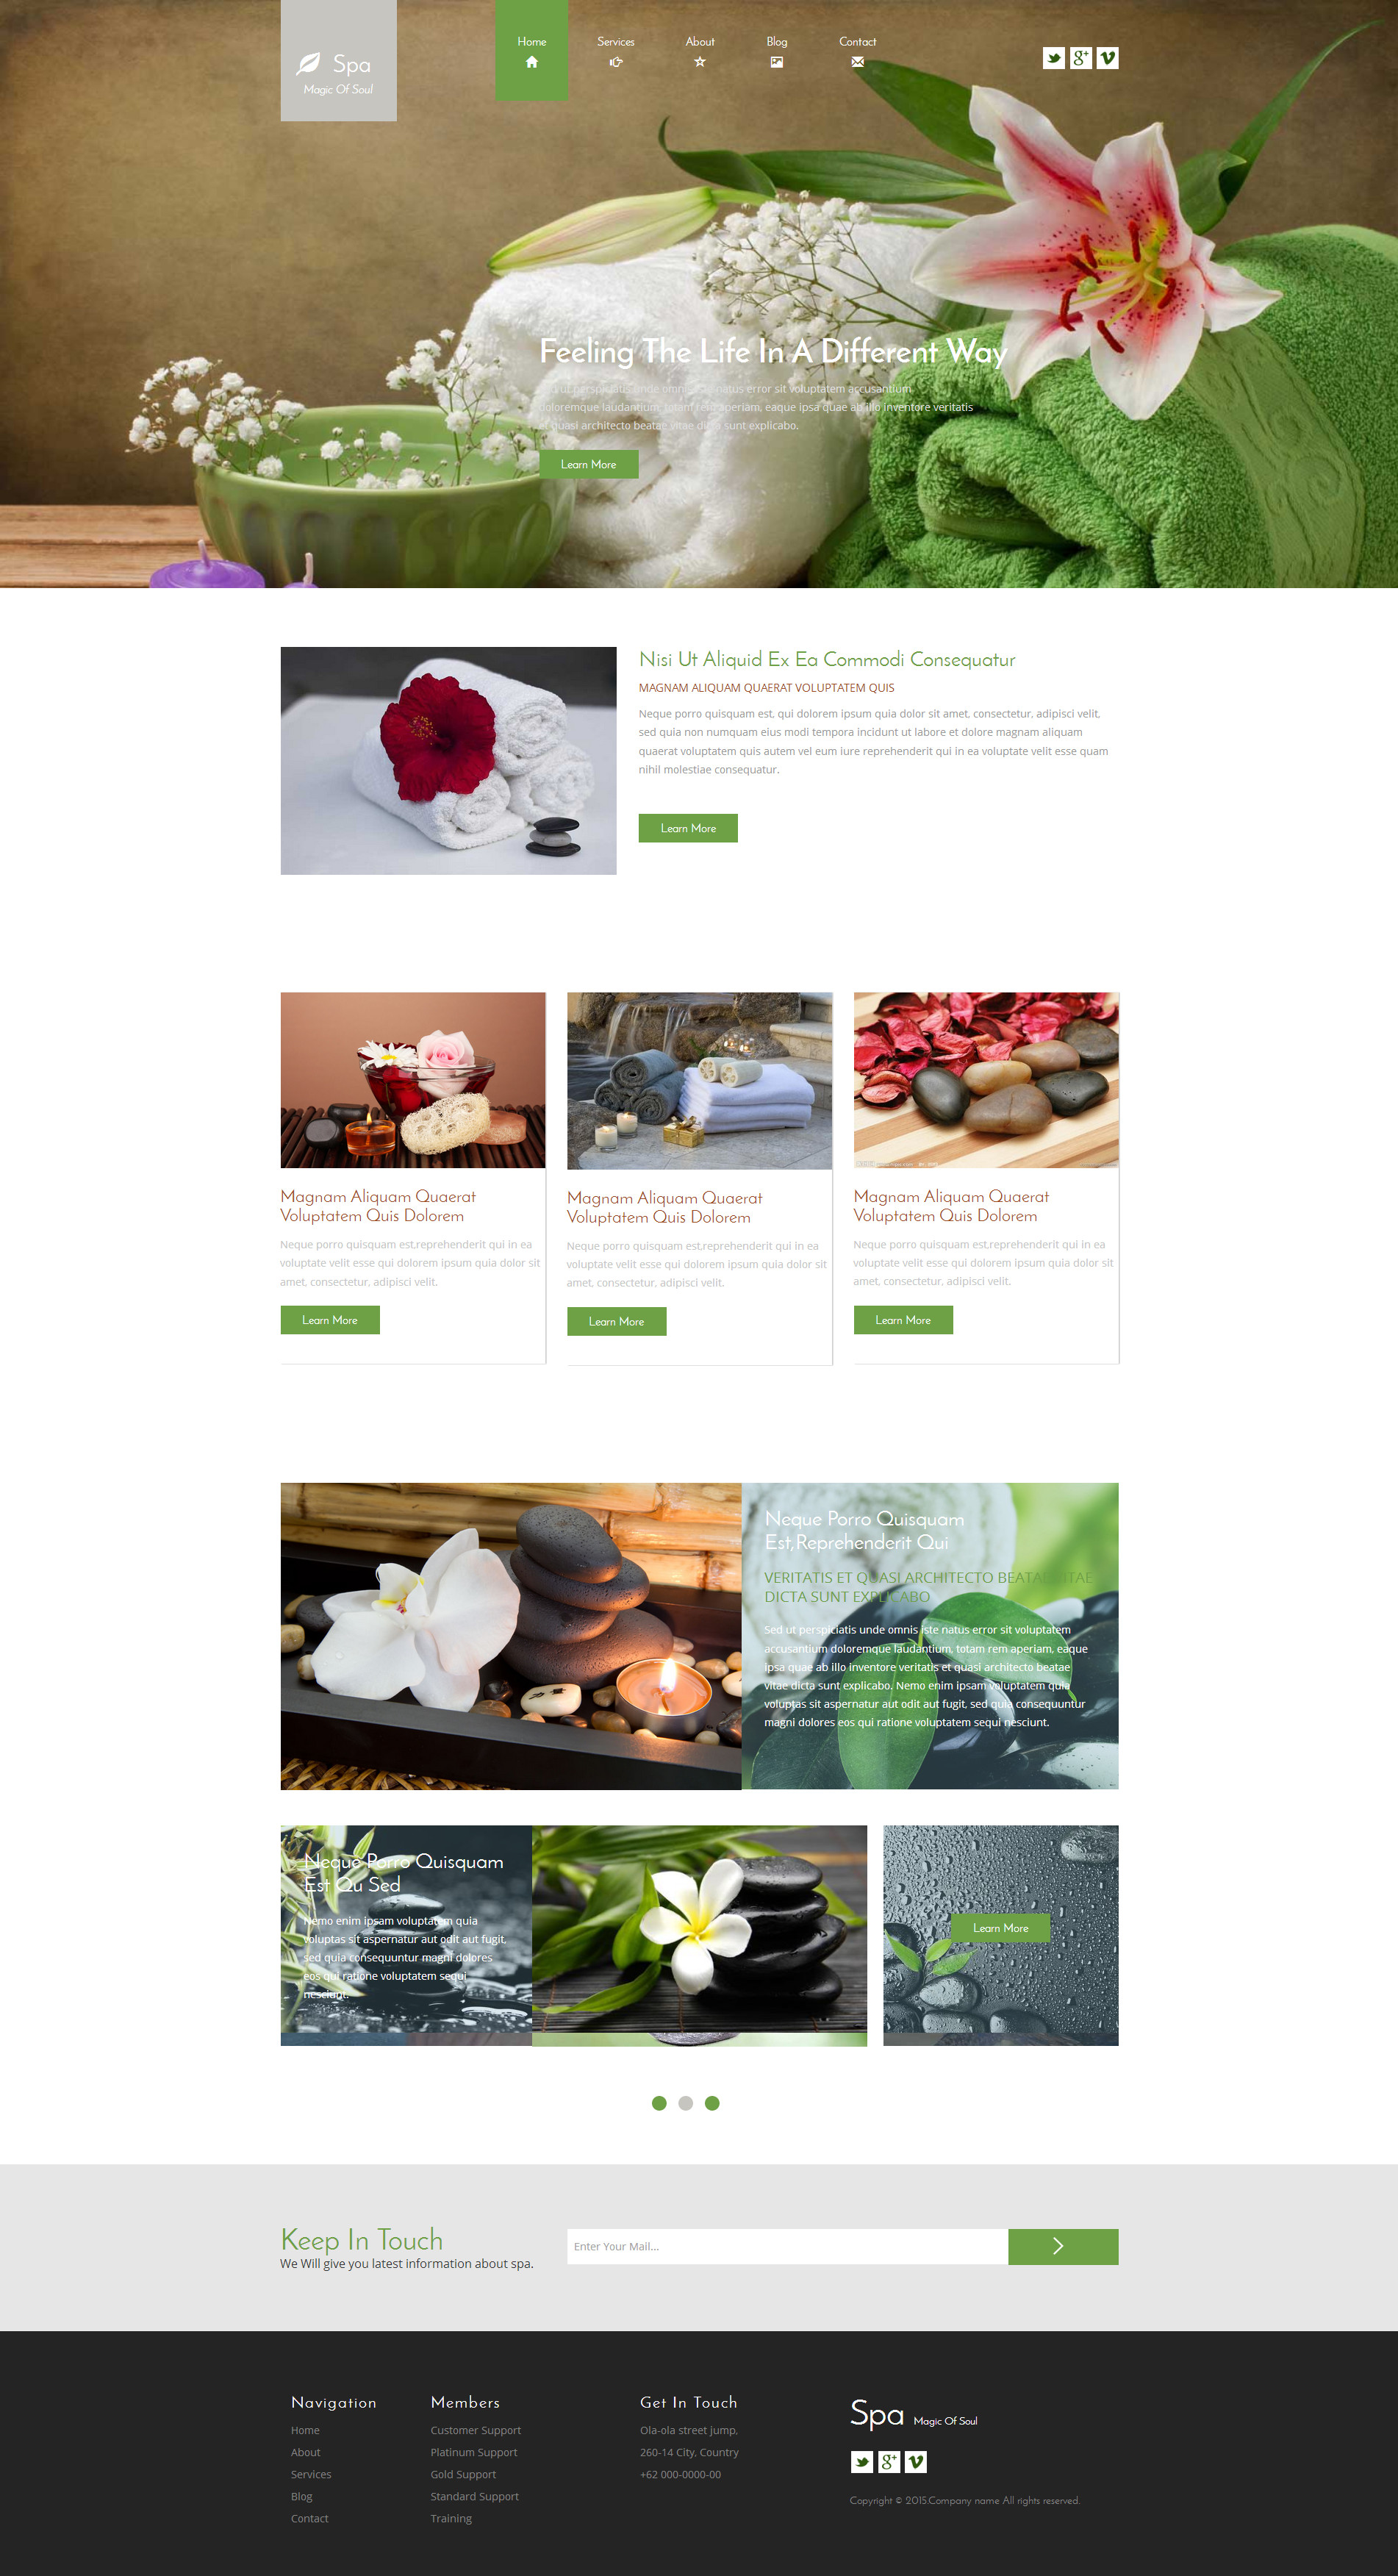 Spa
Magic Of Soul
Home
Services
About
Blog
Contact
g+
Feeling The Life In A Different Way
Sed ut perspiciatis unde omnis iste natus error sit voluptatem accusantium
doloremque laudantium, totam rem aperiam, eaque ipsa quae ab illo inventore veritatis
et quasi architecto beatae vitae dicta sunt explicabo.
Learn More
Nisi Ut Aliquid Ex Ea Commodi Consequatur
MAGNAM ALIQUAM QUAERAT VOLUPTATEM QUIS
Neque porro quisquam est, qui dolorem ipsum quia dolor sit amet, consectetur, adipisci velit,
sed quia non numquam eius modi tempora incidunt ut labore et dolore magnam aliquam
quaerat voluptatem quis autem vel eum iure reprehenderit qui in ea voluptate velit esse quam
nihil molestiae consequatur.
Learn More
Magnam Aliquam Quaerat
Voluptatem Quis Dolorem
Neque porro quisquam est,reprehenderit qui in ea
voluptate velit esse qui dolorem ipsum quia dolor sit
amet, consectetur, adipisci velit.
Learn More
Magnam Aliquam Quaerat
Voluptatem Quis Dolorem
Neque porro quisquam est,reprehenderit qui in ea
voluptate velit esse qui dolorem ipsum quia dolor sit
amet, consectetur, adipisci velit.
Learn More
Magnam Aliquam Quaerat
Voluptatem Quis Dolorem
Neque porro quisquam est,reprehenderit qui in ea
voluptate velit esse qui dolorem ipsum quia dolor sit
amet, consectetur, adipisci velit.
Learn More
Neque Porro Quisquam
Est,Reprehenderit Qui
VERITATIS ET QUASI ARCHITECTO BEATAE VITAE
DICTA SUNT EXPLICABO
Sed ut perspiciatis unde omnis iste natus error sit voluptatem
accusantium doloremque laudantium, totam rem aperiam, eaque
ipsa quae ab illo inventore veritatis et quasi architecto beatae
vitae dicta sunt explicabo. Nemo enim ipsam voluptatem quia
voluptas sit aspernatur aut odit aut fugit, sed quia consequuntur
magni dolores eos qui ratione voluptatem sequi nesciunt.
Neque Porro Quisquam
Est Qu Sed
Nemo enim ipsam voluptatem quia
voluptas sit aspernatur aut odit aut fugit,
sed quia consequuntur magni dolores
eos qui ratione voluptatem sequi
nesciunt.
Learn More
Keep In Touch
We Will give you latest information about spa.
Enter Your Mail...
Navigation
Home
About
Services
Blog
Contact
Members
Customer Support
Platinum Support
Gold Support
Standard Support
Training
Get In Touch
Ola-ola street jump,
260-14 City, Country
+62 000-0000-00
Spa Magic Of Soul
g+
Copyright © 2015.Company name All rights reserved.